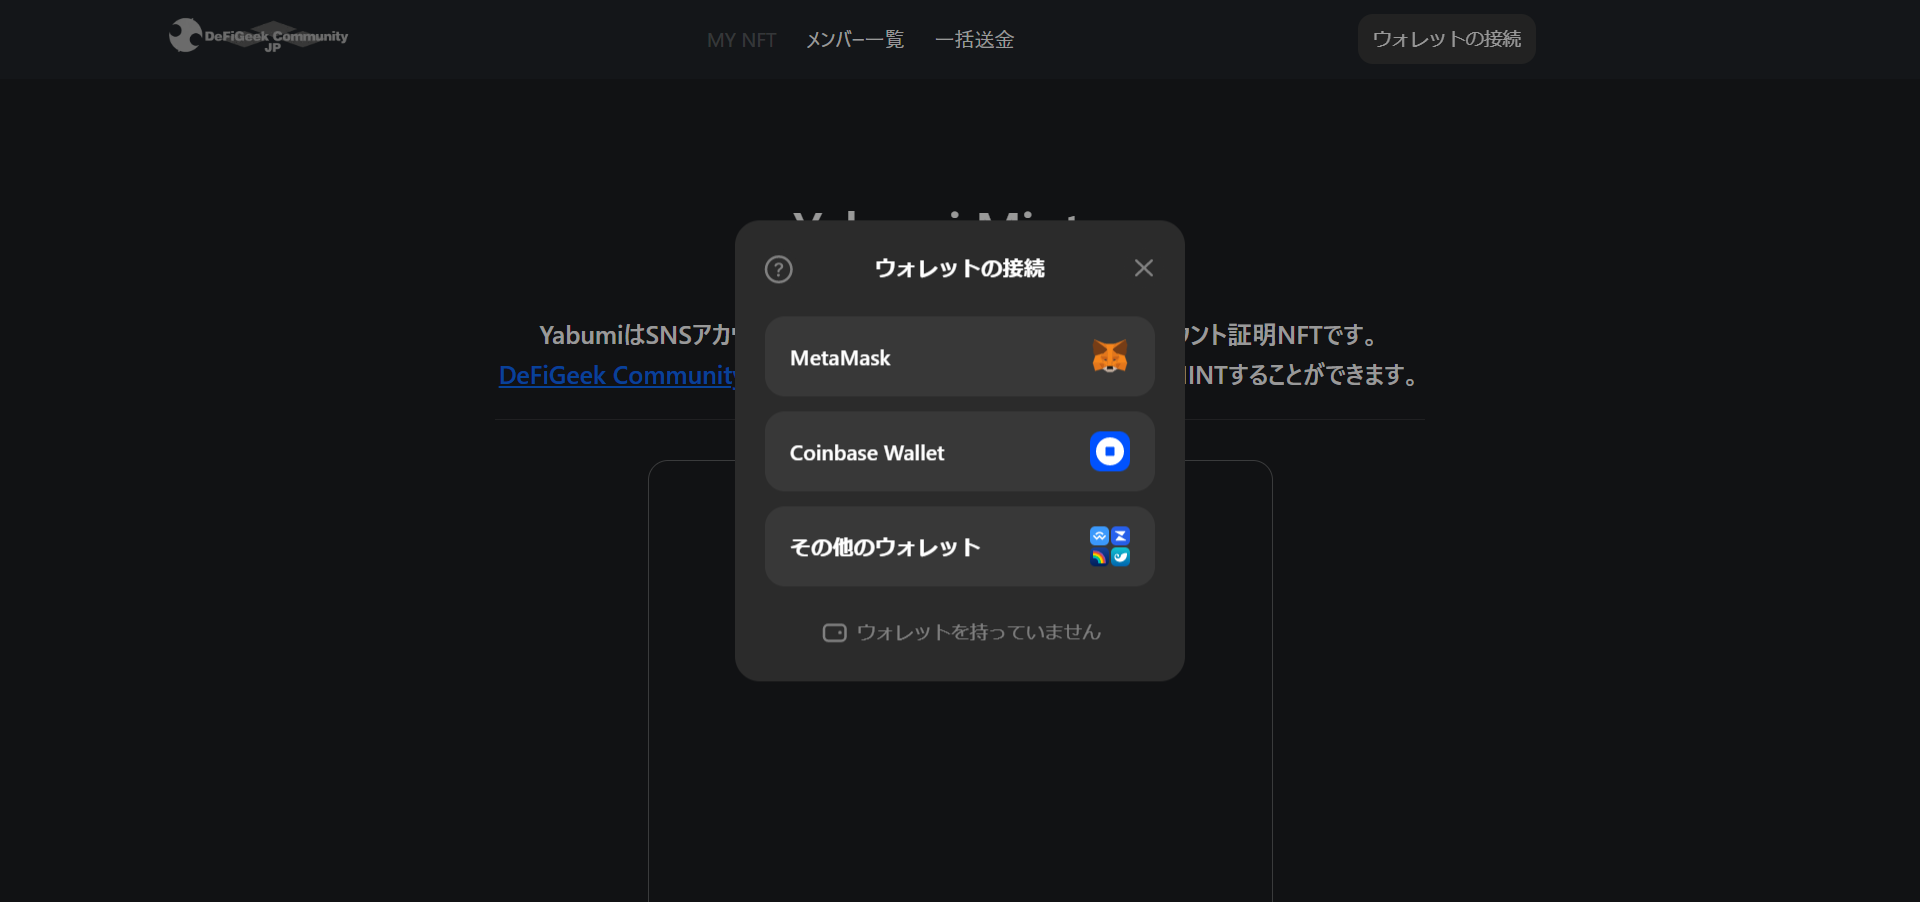 DeFiGeek Community
JP
MY NFT
メンバー一覧
一括送金
ウォレットの接続
Yabumi Mint
ウォレットの接続
YabumiはSNSアカ
ント証明NFTです。
DeFiGeek Community
INTすることができます。
MetaMask
Coinbase Wallet
その他のウォレット
ウォレットを持っていません